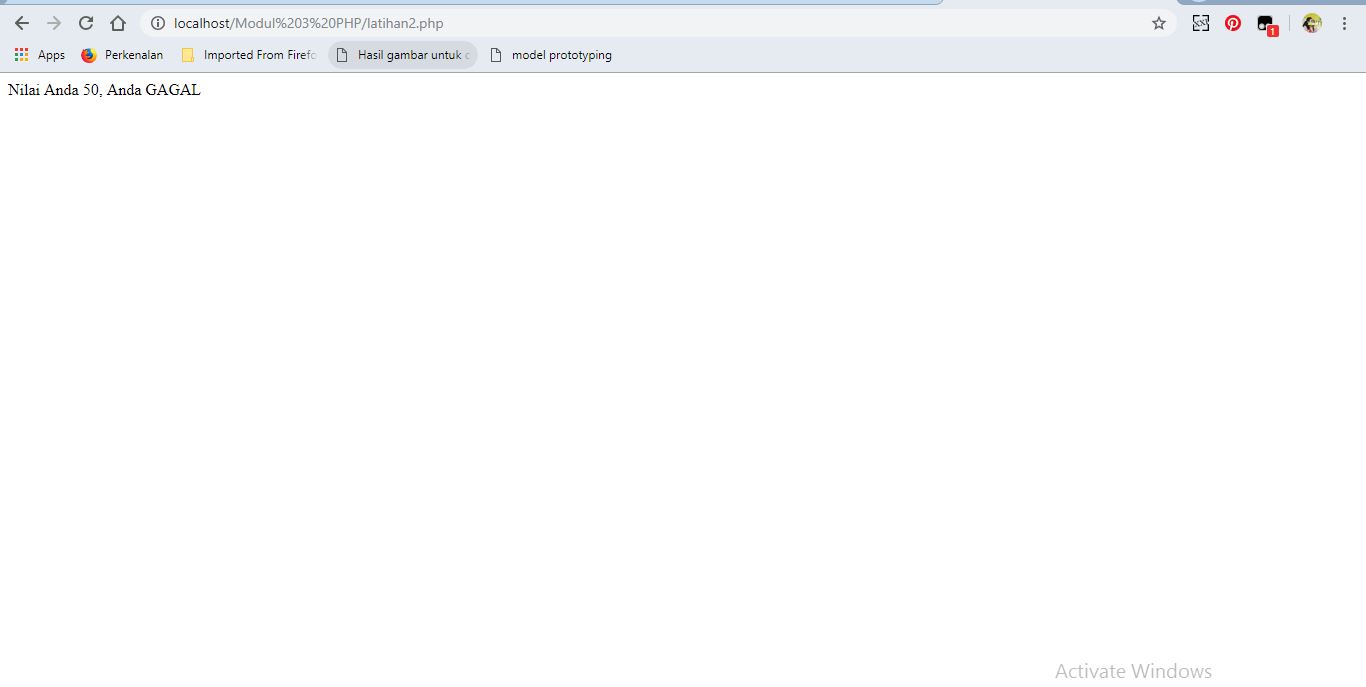 localhost/Modul%203%20PHP/latihan2.php
1
Apps Perkenalan Imported From Firefo Hasil gambar untuk model prototyping
Nilai Anda 50, Anda GAGAL
Activate Windows